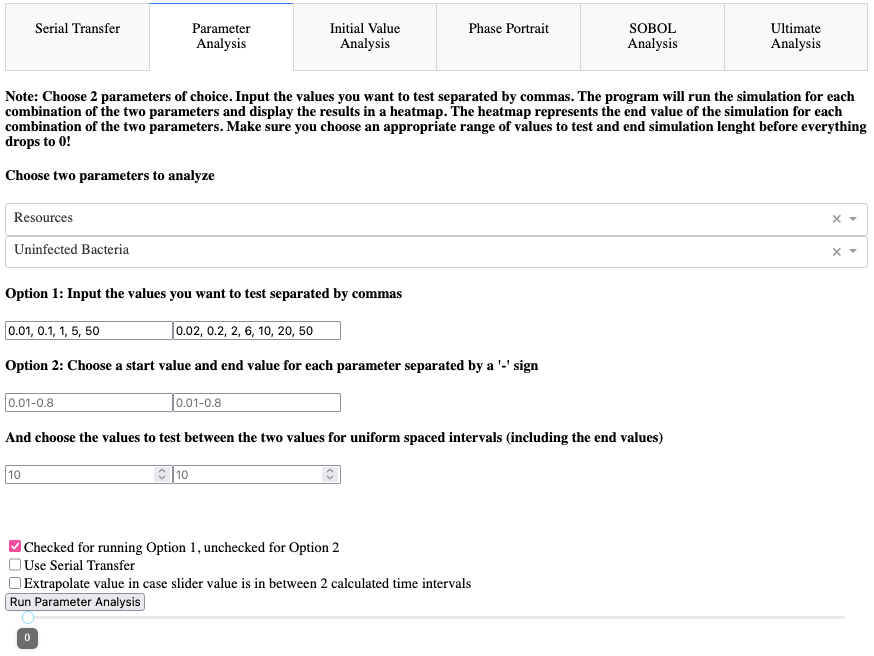 Serial Transfer
Parameter
Analysis
Initial Value
Analysis
Phase Portrait
SOBOL
Analysis
Ultimate
Analysis
Note: Choose 2 parameters of choice. Input the values you want to test separated by commas. The program will run the simulation for each
combination of the two parameters and display the results in a heatmap. The heatmap represents the end value of the simulation for each
combination of the two parameters. Make sure you choose an appropriate range of values to test and end simulation lenght before everything
drops to 0!
Choose two parameters to analyze
Resources
Uninfected Bacteria
Option 1: Input the values you want to test separated by commas
0.01, 0.1, 1, 5, 50
0.02, 0.2, 2, 6, 10, 20, 50
Option 2: Choose a start value and end value for each parameter separated by a '-' sign
0.01-0.8
0.01-0.8
And choose the values to test between the two values for uniform spaced intervals (including the end values)
10
10
Checked for running Option 1, unchecked for Option 2
Use Serial Transfer
Extrapolate value in case slider value is in between 2 calculated time intervals
Run Parameter Analysis
0